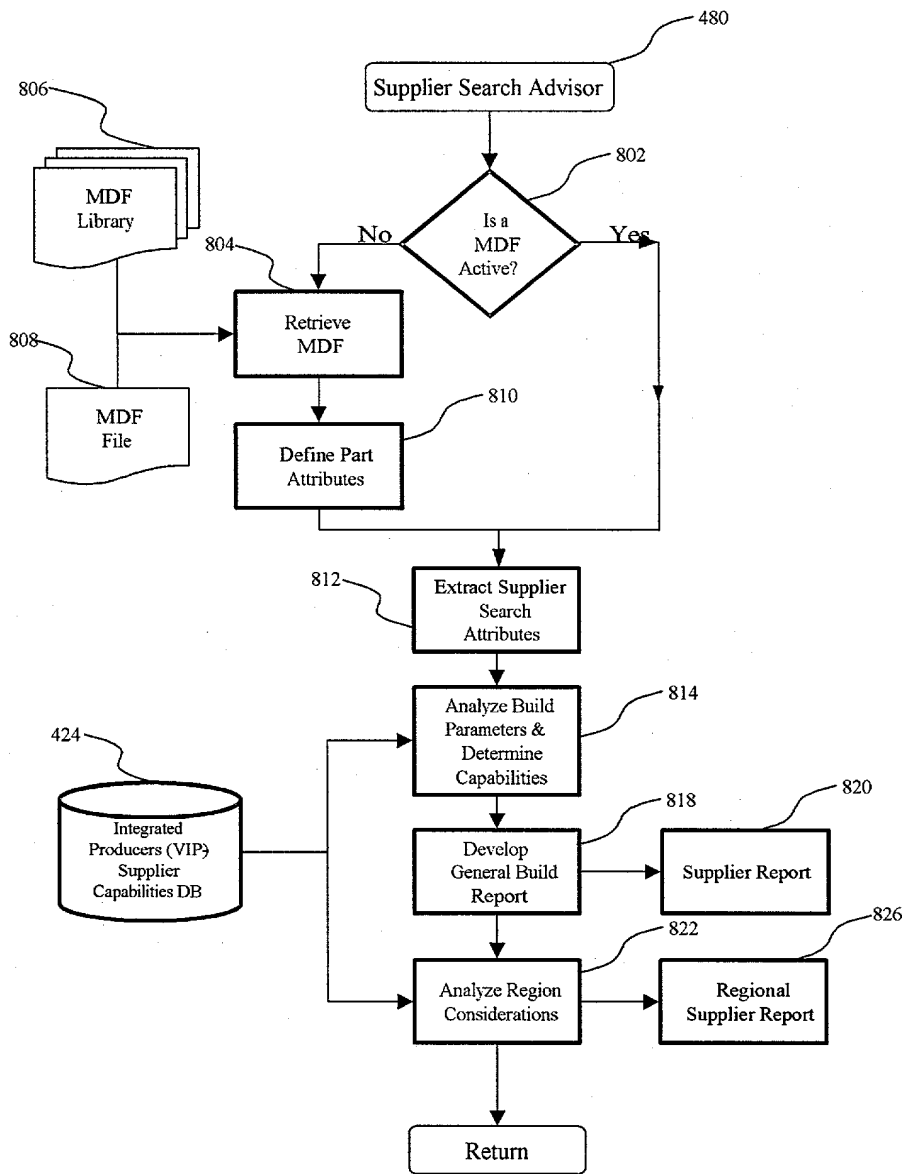 480
Supplier Search Advisor
806
802
MDF
Library
Is a
MDF
Active?
No
Yes
804
Retrieve
MDF
808
MDF
File
810
Define Part
Attributes
812
Extract Supplier
Search
Attributes
814
Analyze Build
Parameters &
Determine
Capabilities
424
Integrated
Producers (VIP)
Supplier
Capabilities DB
818
820
Develop
General Build
Report
Supplier Report
822
826
Analyze Region
Considerations
Regional
Supplier Report
Return